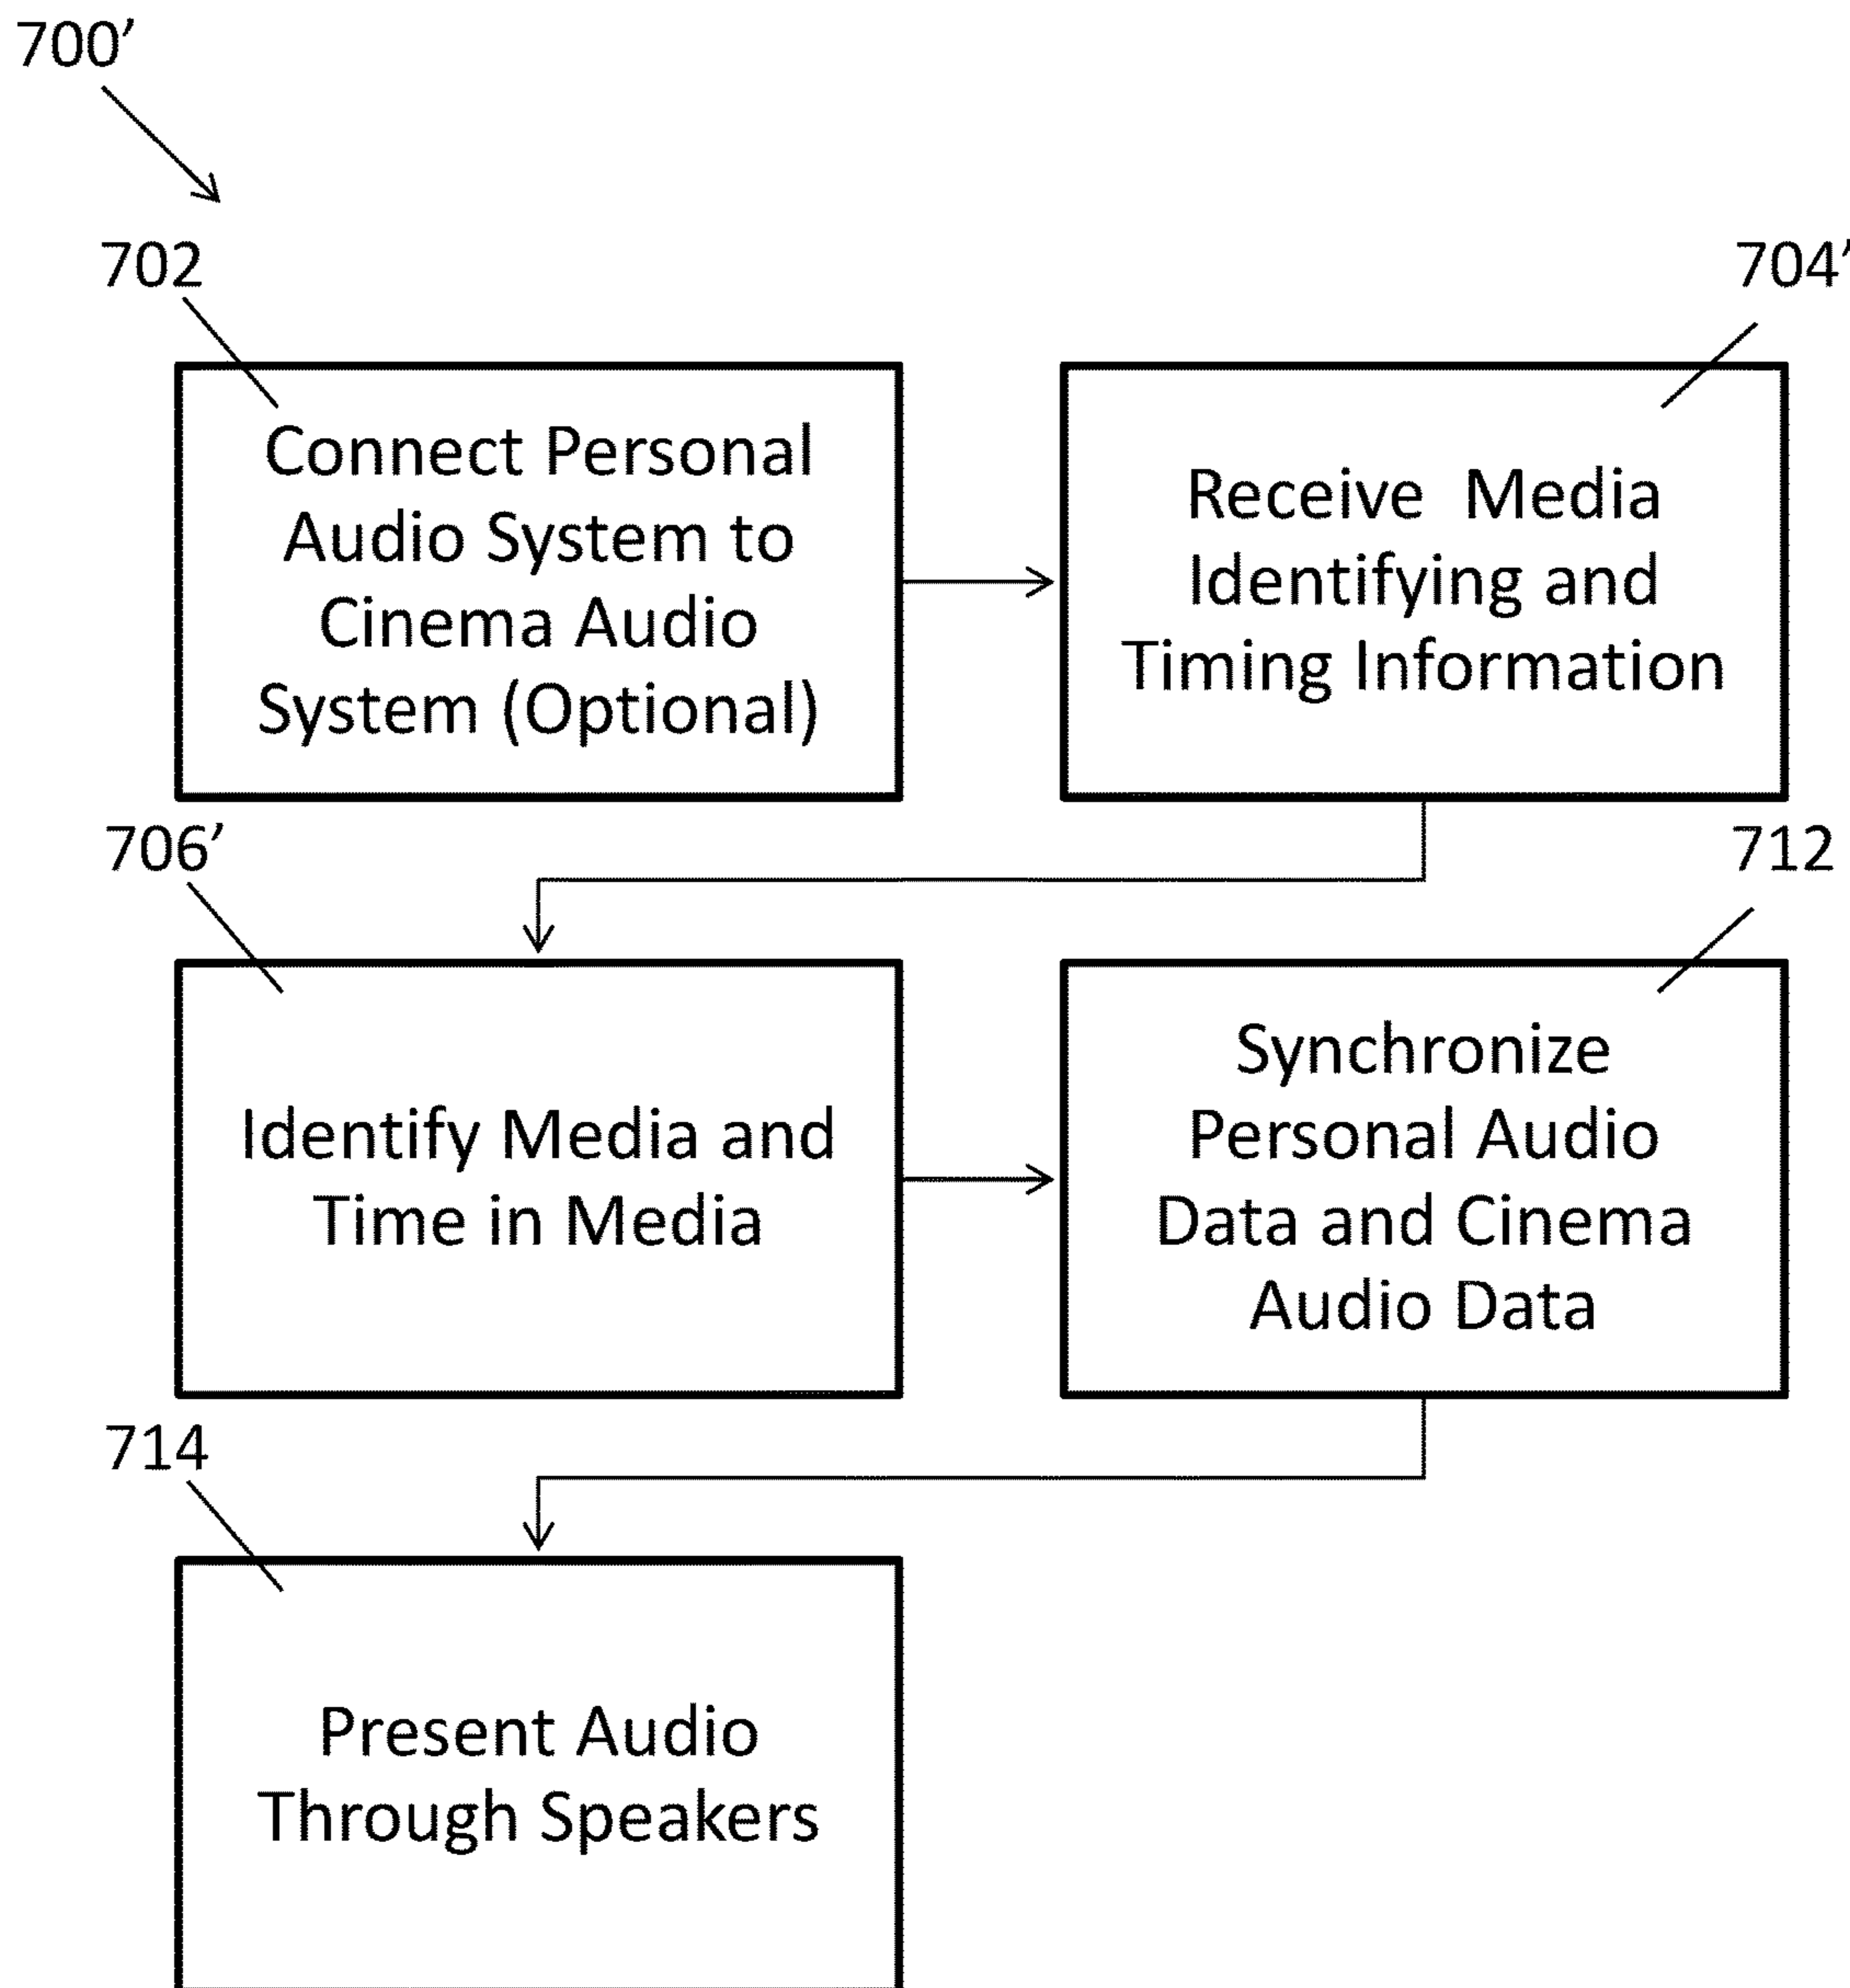 700’
702
Connect Personal
Audio System to
Cinema Audio
System (Optional)
704’
Receive Media
Identifying and
Timing Information
706’
Identify Media and
Time in Media
712
Synchronize
Personal Audio
Data and Cinema
Audio Data
714
Present Audio
Through Speakers